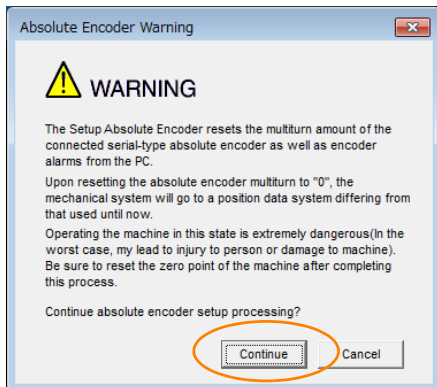 Absolute Encoder Warning
WARNING
The Setup Absolute Encoder resets the multiturn amount of the
connected serial-type absolute encoder as well as encoder
alarms from the PC.
Upon resetting the absolute encoder multiturn to "0", the
mechanical system will go to a position data system differing from
that used until now.
Operating the machine in this state is extremely dangerous(In the
worst case, my lead to injury to person or damage to machine).
Be sure to reset the zero point of the machine after completing
this process.
Continue absolute encoder setup processing?
Continue
Cancel